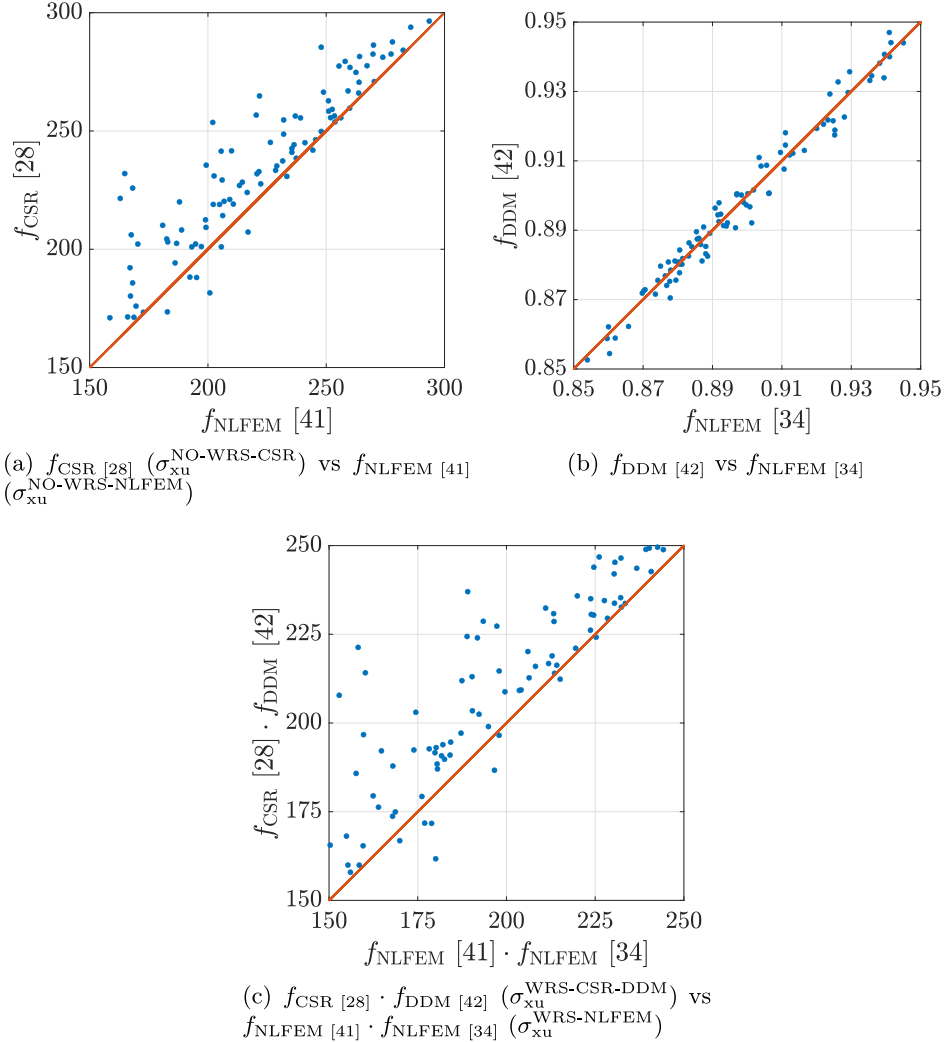 300
250
200
150
f_CSR [28]
150 200 250 300
f_NLFEM [41]
(a) f_CSR [28] (σ_xu^NO-WRS-CSR) vs f_NLFEM [41]
(σ_xu^NO-WRS-NLFEM)
0.95
0.93
0.91
0.89
0.87
0.85
f_DDM [42]
0.85 0.87 0.89 0.91 0.93 0.95
f_NLFEM [34]
(b) f_DDM [42] vs f_NLFEM [34]
250
225
200
175
150
f_CSR [28] · f_DDM [42]
150 175 200 225 250
f_NLFEM [41] · f_NLFEM [34]
(c) f_CSR [28] · f_DDM [42] (σ_xu^WRS-CSR-DDM) vs
f_NLFEM [41] · f_NLFEM [34] (σ_xu^WRS-NLFEM)